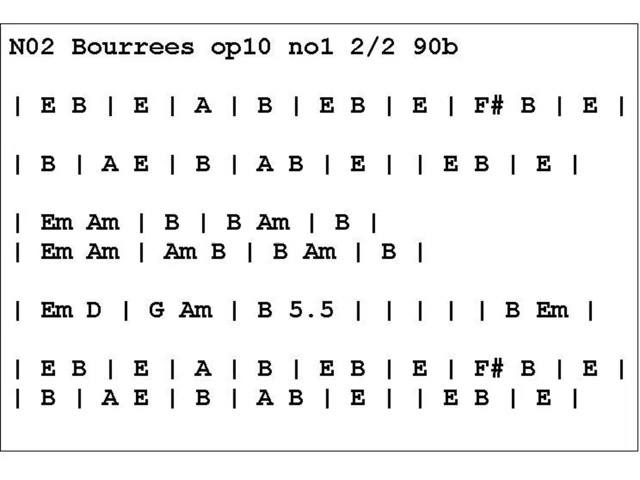 N02 Bourrees op10 no1 2/2 90b
| E B | E | A | B | E B | E | F# B | E |
| B | A E | B | A B | E | | E B | E |
| Em Am | B | B Am | B |
| Em Am | Am B | B Am | B |
| Em D | G Am | B 5.5 | | | | | B Em |
| E B | E | A | B | E B | E | F# B | E |
| B | A E | B | A B | E | | E B | E |